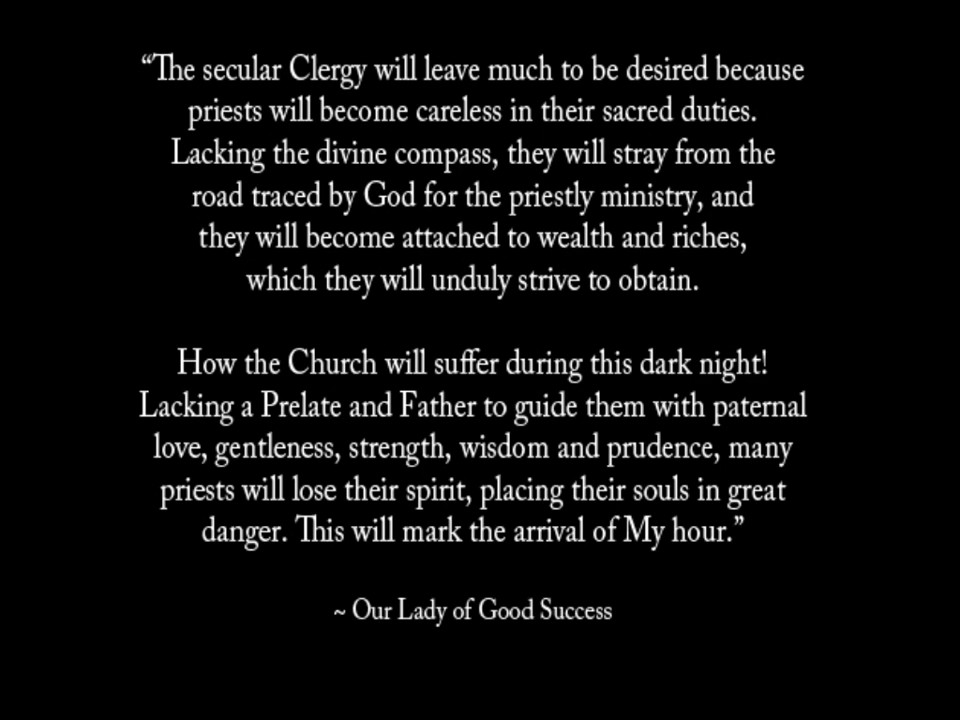 “The secular Clergy will leave much to be desired because
priests will become careless in their sacred duties.
Lacking the divine compass, they will stray from the
road traced by God for the priestly ministry, and
they will become attached to wealth and riches,
which they will unduly strive to obtain.
How the Church will suffer during this dark night!
Lacking a Prelate and Father to guide them with paternal
love, gentleness, strength, wisdom and prudence, many
priests will lose their spirit, placing their souls in great
danger. This will mark the arrival of My hour.”
~ Our Lady of Good Success